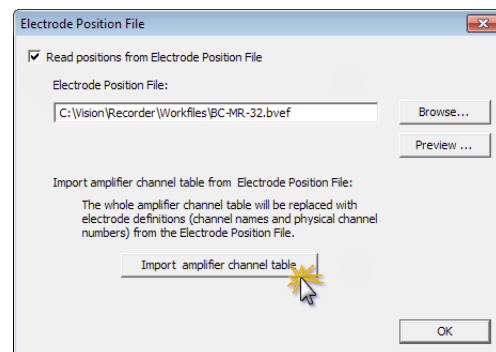 Electrode Position File
Read positions from Electrode Position File
Electrode Position File:
C:\Vision\Recorder\Workfiles\BC-MR-32.bvef
Browse...
Preview ...
Import amplifier channel table from Electrode Position File:
The whole amplifier channel table will be replaced with
electrode definitions (channel names and physical channel
numbers) from the Electrode Position File.
Import amplifier channel table
OK